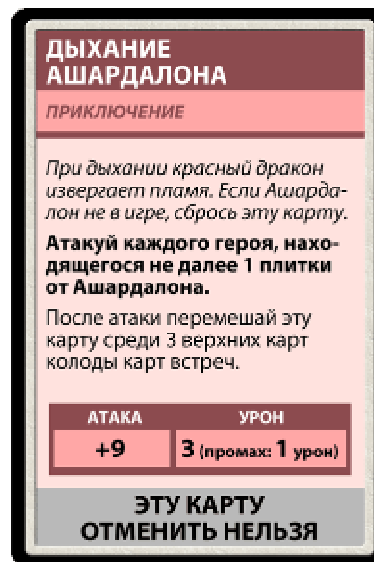 ДЫХАНИЕ
АШАРДАЛОНА
ПРИКЛЮЧЕНИЕ
При дыхании красный дракон
извергает пламя. Если Ашарда-
лон не в игре, сбрось эту карту.
Атакуй каждого героя, нахо-
дящегося не далее 1 плитки
от Ашардалона.
После атаки перемешай эту
карту среди 3 верхних карт
колоды карт встреч.
АТАКА УРОН
+9 3 (промах: 1 урон)
ЭТУ КАРТУ
ОТМЕНИТЬ НЕЛЬЗЯ